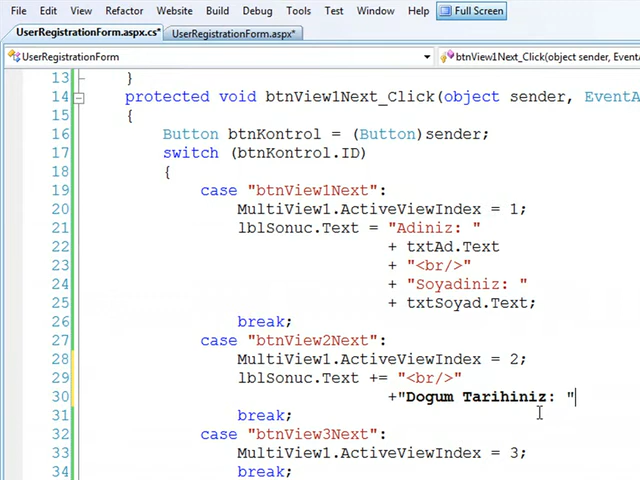 File Edit View Refactor Website Build Debug Tools Test Window Help Full Screen
UserRegistrationForm.aspx.cs* UserRegistrationForm.aspx*
UserRegistrationForm btnView1Next_Click(object sender, EventA
13 }
14 protected void btnView1Next_Click(object sender, EventA
15 {
16 Button btnKontrol = (Button)sender;
17 switch (btnKontrol.ID)
18 {
19 case "btnView1Next":
20 MultiView1.ActiveViewIndex = 1;
21 lblSonuc.Text = "Adiniz: "
22 + txtAd.Text
23 + "<br/>"
24 + "Soyadiniz: "
25 + txtSoyad.Text;
26 break;
27 case "btnView2Next":
28 MultiView1.ActiveViewIndex = 2;
29 lblSonuc.Text += "<br/>"
30 +"Dogum Tarihiniz: "
31 break;
32 case "btnView3Next":
33 MultiView1.ActiveViewIndex = 3;
34 break;